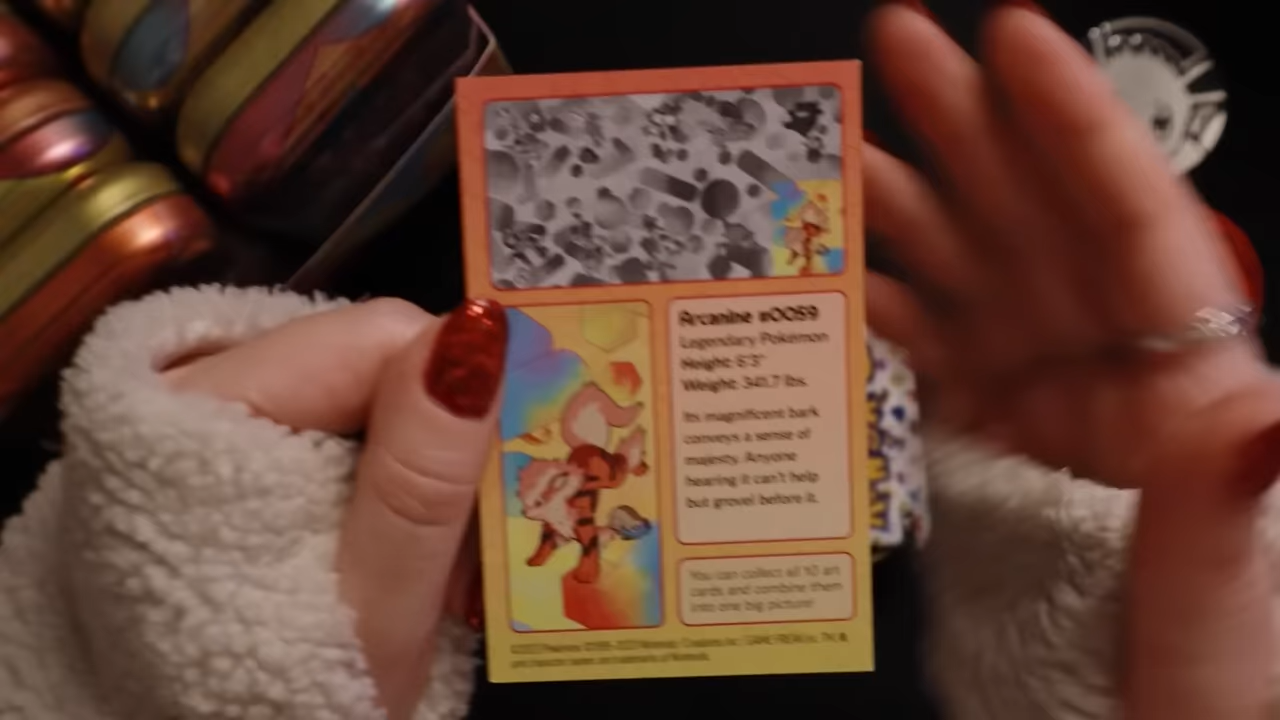 Arcanine #0059
Legendary Pokémon
Height: 6'3"
Weight: 341.7 lbs.
Its magnificent bark
conveys a sense of
majesty. Anyone
hearing it can't help
but grovel before it.
You can collect all 10 art
cards and combine them
into one big picture!